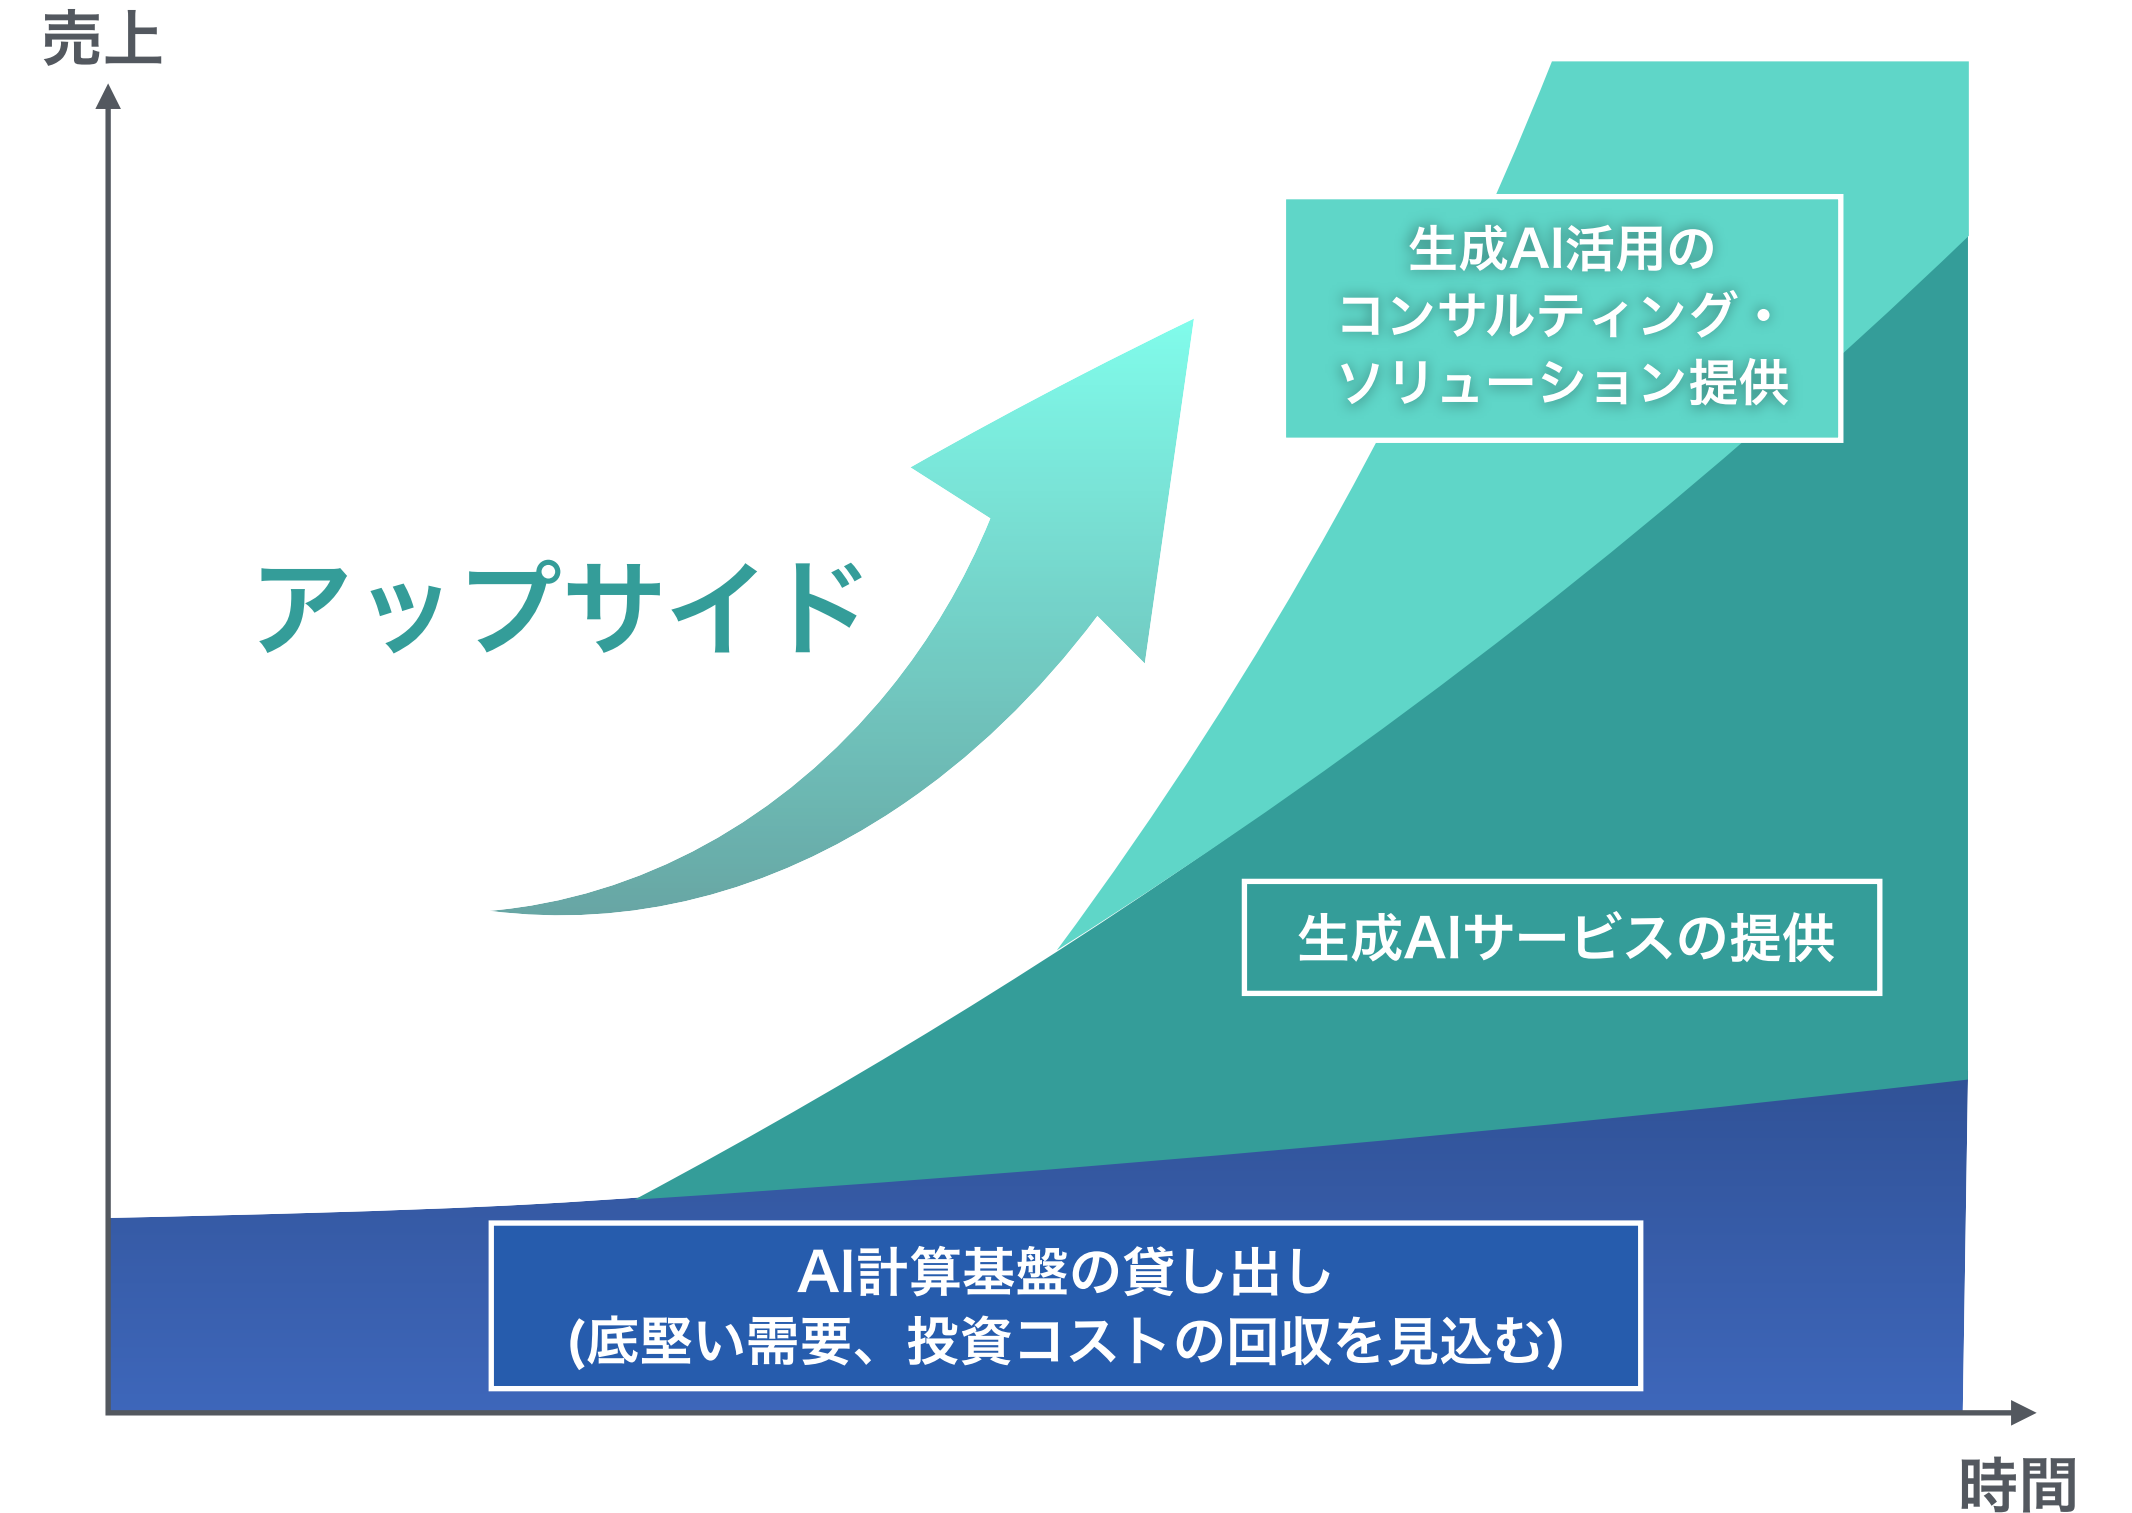 売上
生成AI活用の
コンサルティング・
ソリューション提供
アップサイド
生成AIサービスの提供
AI計算基盤の貸し出し
(底堅い需要、投資コストの回収を見込む)
時間